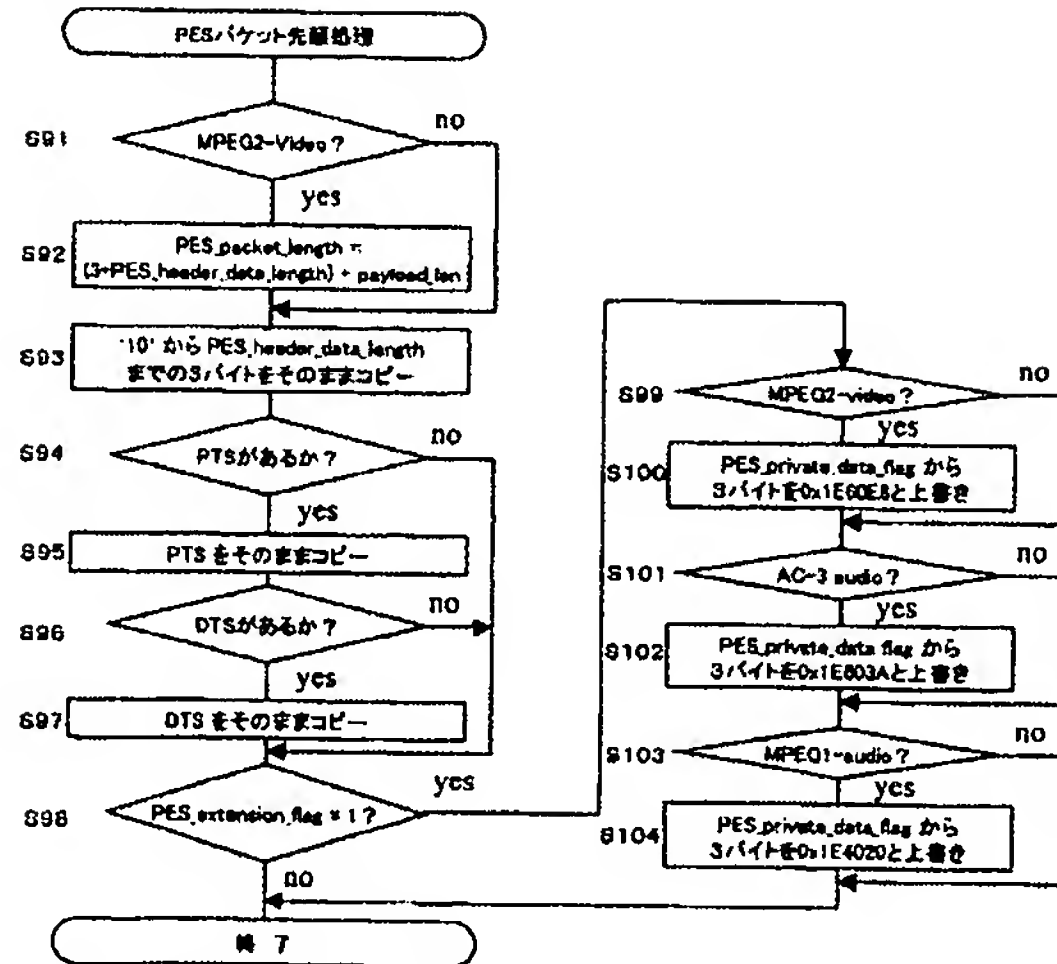 PESパケット先頭処理
S91
MPEG2-Video?
no
yes
S92
PES_packet_length =
(3+PES_header_data_length) + payload_len
S93
'10' から PES_header_data_length
までの3バイトをそのままコピー
S94
PTSがあるか?
no
yes
S95
PTS をそのままコピー
S96
DTSがあるか?
no
yes
S97
DTS をそのままコピー
S98
PES_extension_flag = 1?
yes
no
終 了
S99
MPEG2-video?
no
yes
S100
PES_private_data_flag から
3バイトを0x1E60E8と上書き
S101
AC-3 audio?
no
yes
S102
PES_private_data flag から
3バイトを0x1E803Aと上書き
S103
MPEG1-audio?
no
yes
S104
PES_private_data_flag から
3バイトを0x1E4020と上書き